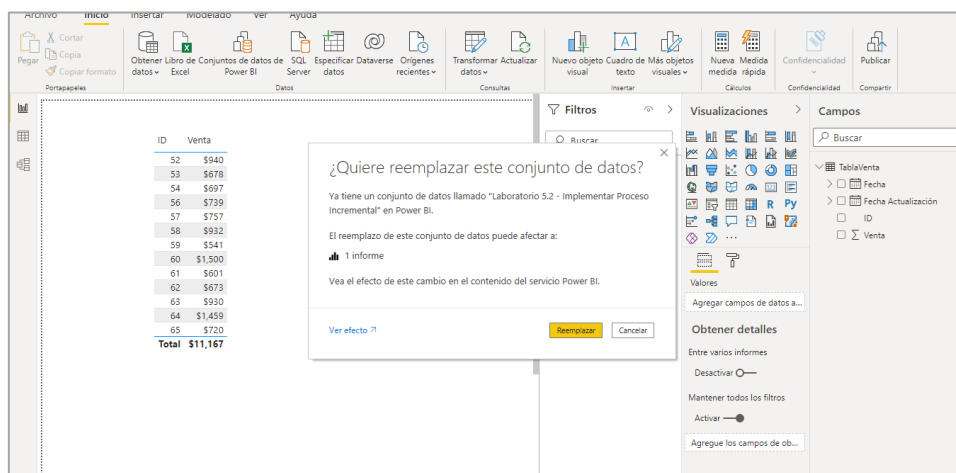 Archivo Inicio Insertar Modelado Ver Ayuda
Pegar
Cortar
Copia
Copiar formato
Portapapeles
Obtener datos
Libro de Excel
Conjuntos de datos de Power BI
SQL Server
Especificar datos
Dataverse
Orígenes recientes
Datos
Transformar datos
Actualizar
Consultas
Nuevo objeto visual
Cuadro de texto
Más objetos visuales
Insertar
Nueva medida
Medida rápida
Cálculos
Confidencialidad
Confidencialidad
Publicar
Compartir
ID Venta
52 $940
53 $678
54 $697
56 $739
57 $757
58 $932
59 $541
60 $1,500
61 $601
62 $673
63 $930
64 $1,459
65 $720
Total $11,167
¿Quiere reemplazar este conjunto de datos?
Ya tiene un conjunto de datos llamado "Laboratorio 5.2 - Implementar Proceso
Incremental" en Power BI.
El reemplazo de este conjunto de datos puede afectar a:
1 informe
Vea el efecto de este cambio en el contenido del servicio Power BI.
Ver efecto
Reemplazar
Cancelar
Filtros
Buscar
Visualizaciones
R Py
Valores
Agregar campos de datos a...
Obtener detalles
Entre varios informes
Desactivar
Mantener todos los filtros
Activar
Agregue los campos de ob...
Campos
Buscar
TablaVenta
Fecha
Fecha Actualización
ID
Venta